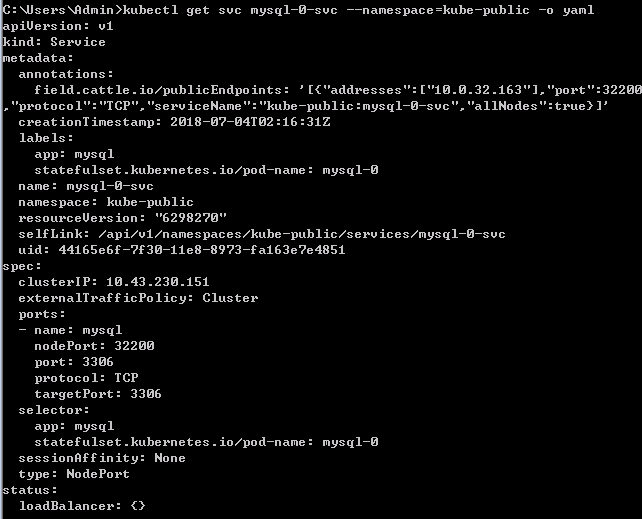 C:\Users\Admin>kubectl get svc mysql-0-svc --namespace=kube-public -o yaml
apiVersion: v1
kind: Service
metadata:
  annotations:
    field.cattle.io/publicEndpoints: '[{"addresses":["10.0.32.163"],"port":32200
,"protocol":"TCP","serviceName":"kube-public:mysql-0-svc","allNodes":true}]'
  creationTimestamp: 2018-07-04T02:16:31Z
  labels:
    app: mysql
    statefulset.kubernetes.io/pod-name: mysql-0
  name: mysql-0-svc
  namespace: kube-public
  resourceVersion: "6298270"
  selfLink: /api/v1/namespaces/kube-public/services/mysql-0-svc
  uid: 44165e6f-7f30-11e8-8973-fa163e7e4851
spec:
  clusterIP: 10.43.230.151
  externalTrafficPolicy: Cluster
  ports:
  - name: mysql
    nodePort: 32200
    port: 3306
    protocol: TCP
    targetPort: 3306
  selector:
    app: mysql
    statefulset.kubernetes.io/pod-name: mysql-0
  sessionAffinity: None
  type: NodePort
status:
  loadBalancer: {}